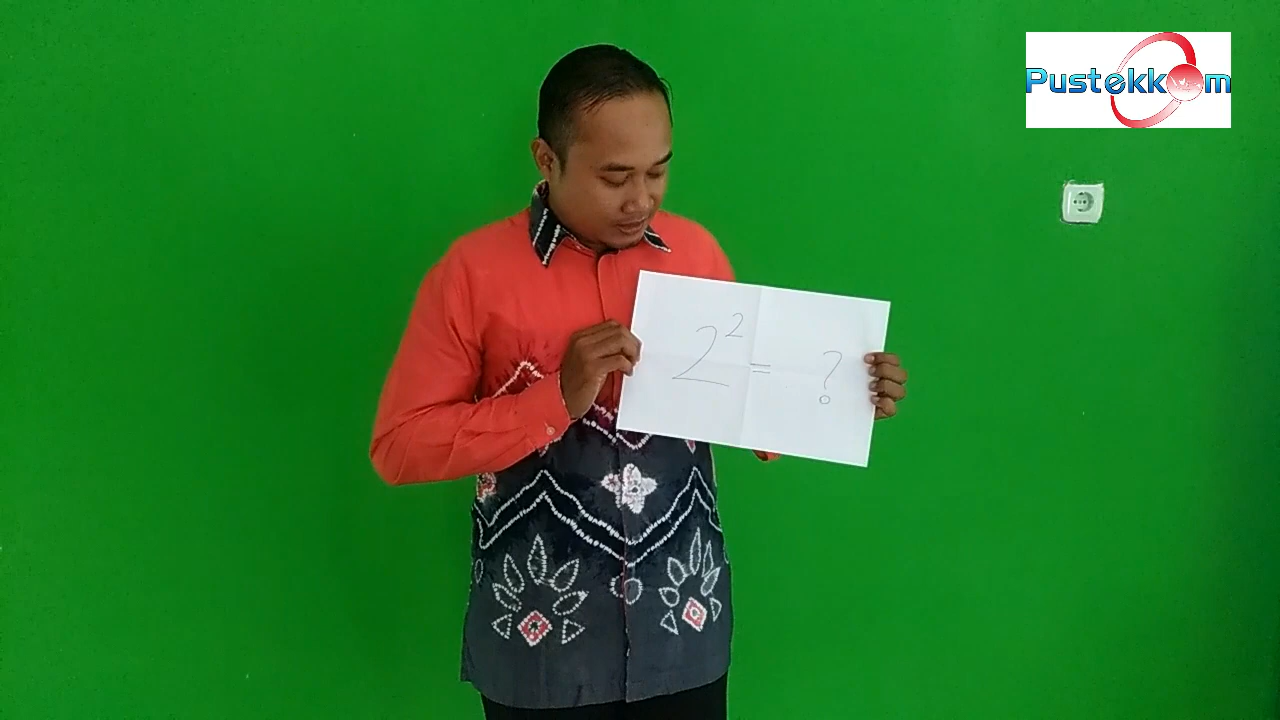 Pustekkom
2² = ?